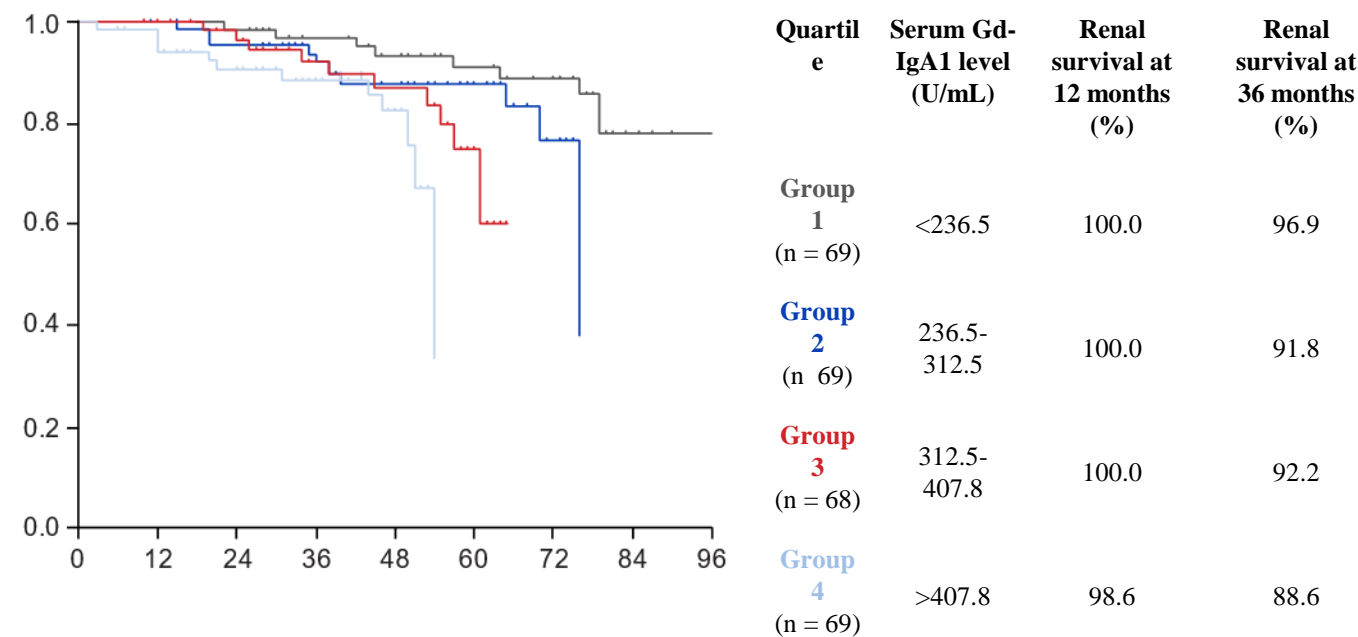 1.0
0.8
0.6
0.4
0.2
0.0
0 12 24 36 48 60 72 84 96
Quartil Serum Gd- Renal Renal
e IgA1 level survival at survival at
(U/mL) 12 months 36 months
(%) (%)
Group
1 <236.5 100.0 96.9
(n = 69)
Group
2 236.5-
312.5 100.0 91.8
(n 69)
Group
3 312.5-
407.8 100.0 92.2
(n = 68)
Group
4 >407.8 98.6 88.6
(n = 69)